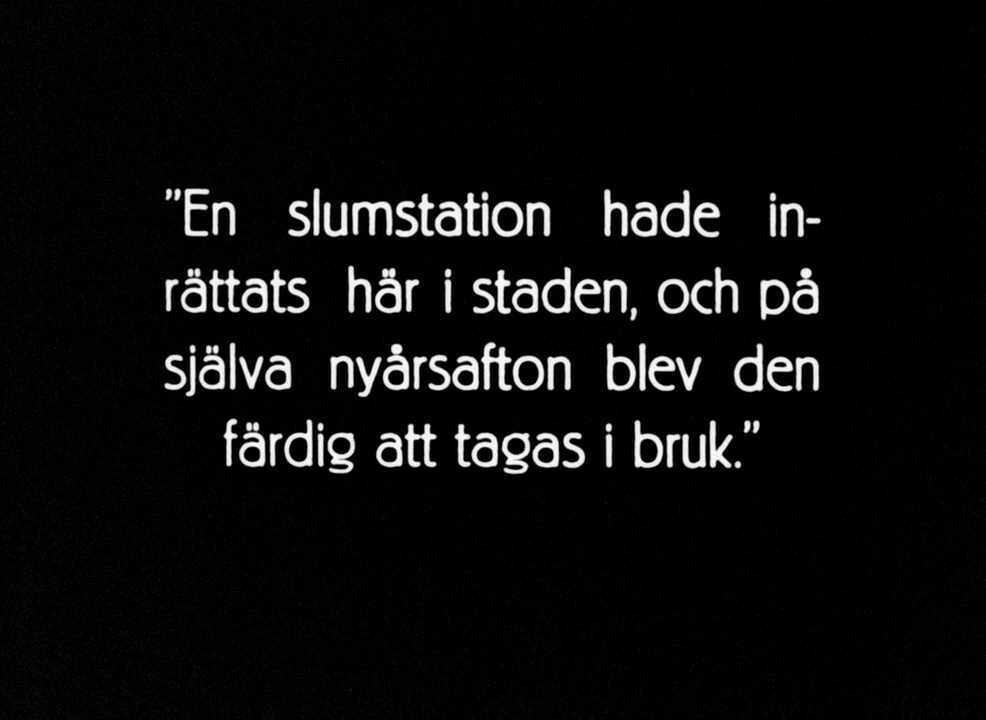 ”En slumstation hade in-
rättats här i staden, och på
själva nyårsafton blev den
färdig att tagas i bruk.”